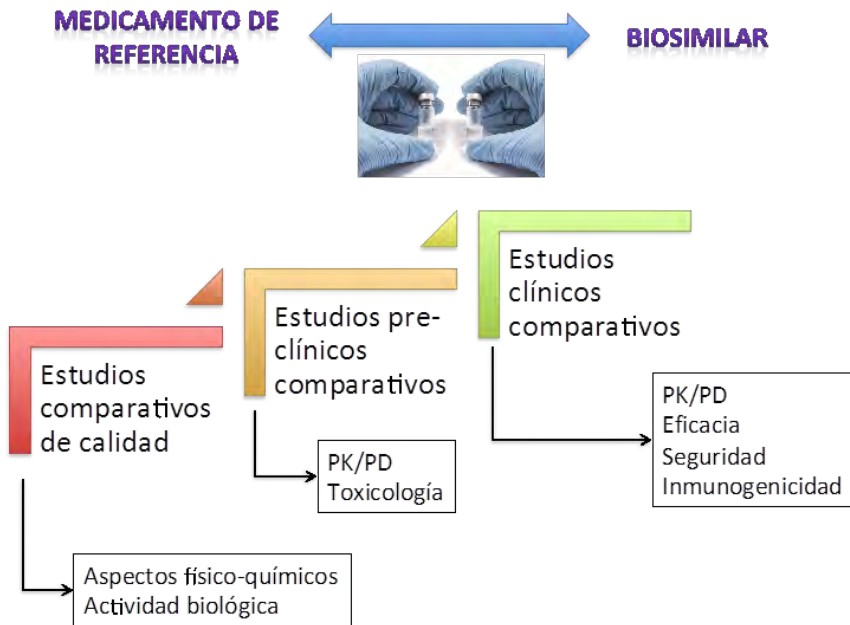 MEDICAMENTO DE
REFERENCIA
BIOSIMILAR
Estudios
comparativos
de calidad
Aspectos físico-químicos
Actividad biológica
Estudios pre-
clínicos
comparativos
PK/PD
Toxicología
Estudios
clínicos
comparativos
PK/PD
Eficacia
Seguridad
Inmunogenicidad